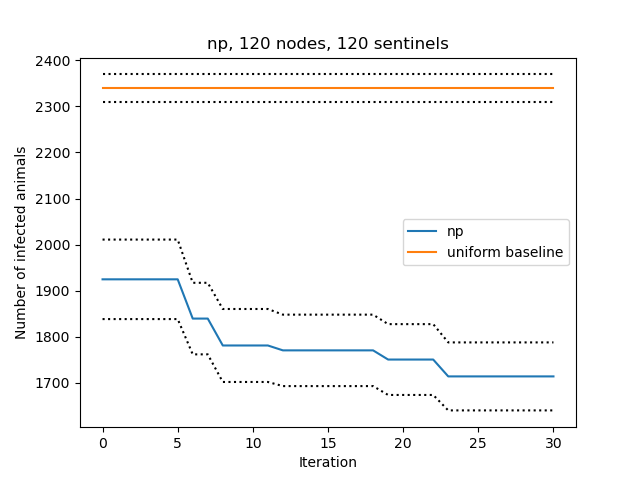 np, 120 nodes, 120 sentinels
2400
2300
2200
2100
2000
1900
1800
1700
Number of infected animals
np
uniform baseline
0 5 10 15 20 25 30
Iteration